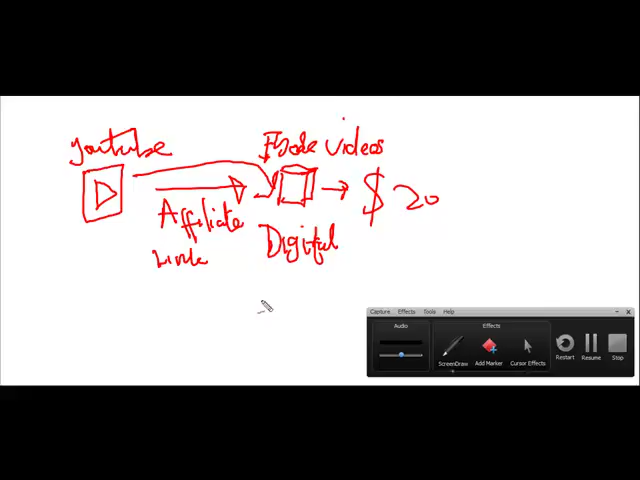 youtube
videos
$ 20
Affiliate
Link
Digital
Capture Effects Tools Help
Audio
Effects
ScreenDraw
Add Marker
Cursor Effects
Restart
Resume
Stop